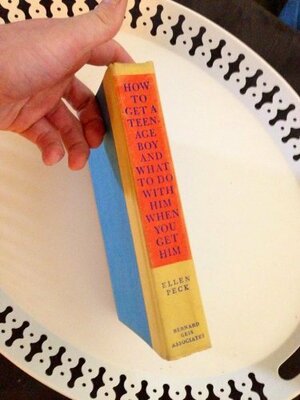 HOW
TO
GET A
TEEN-
AGE
BOY
AND
WHAT
TO DO
WITH
HIM
WHEN
YOU
GET
HIM
ELLEN
PECK
BERNARD
GEIS
ASSOCIATES